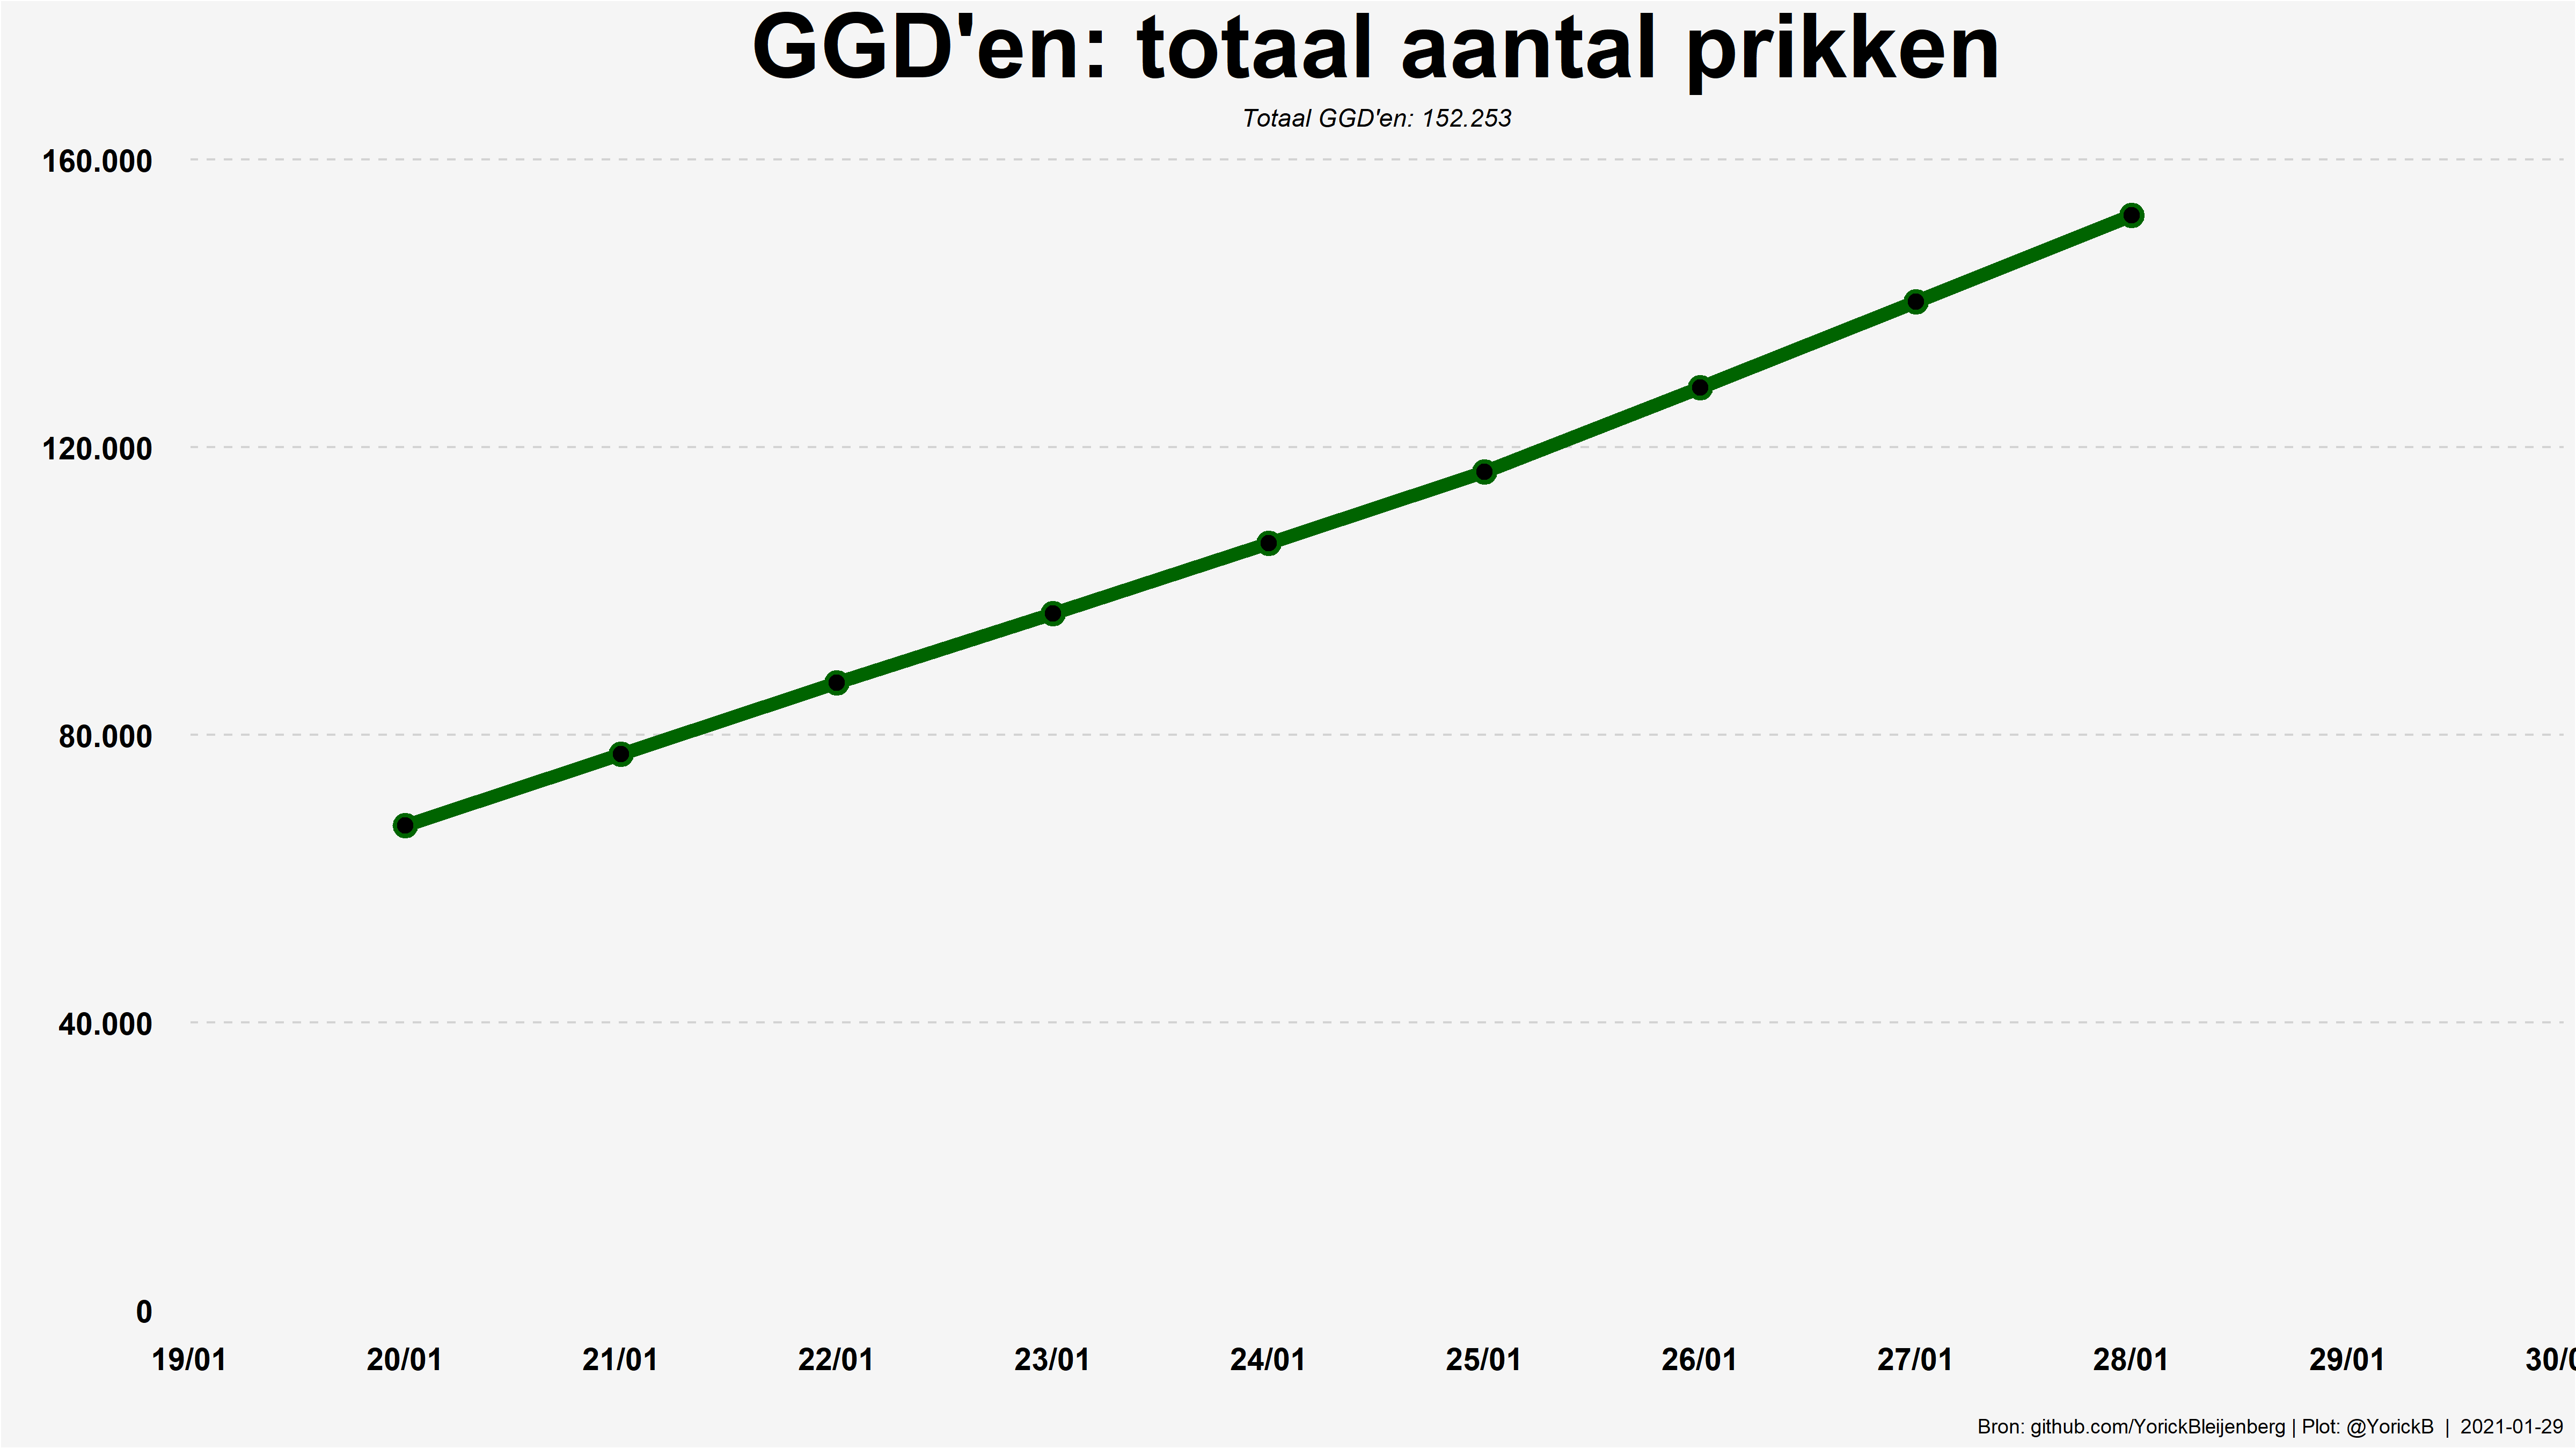 GGD'en: totaal aantal prikken
Totaal GGD'en: 152.253
160.000
120.000
80.000
40.000
0
19/01 20/01 21/01 22/01 23/01 24/01 25/01 26/01 27/01 28/01 29/01
Bron: github.com/YorickBleijenberg | Plot: @YorickB | 2021-01-29